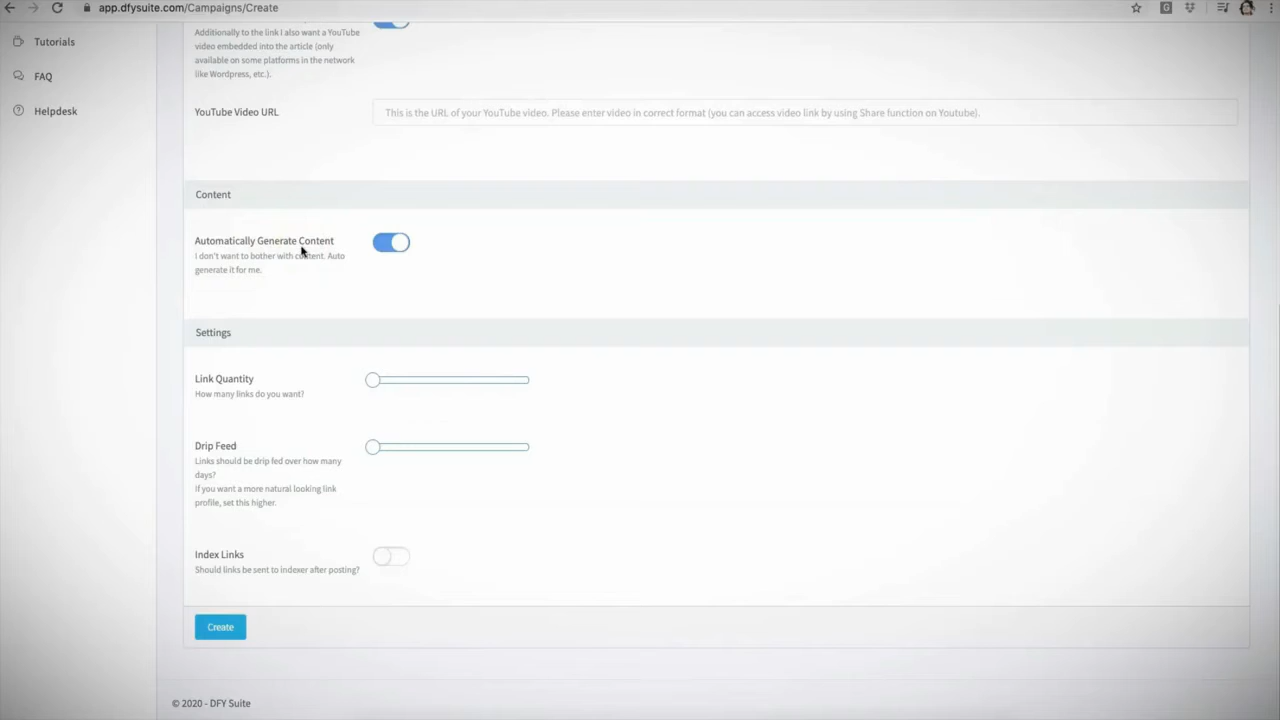 app.dfysuite.com/Campaigns/Create
Tutorials
FAQ
Helpdesk
Additionally to the link I also want a YouTube
video embedded into the article (only
available on some platforms in the network
like Wordpress, etc.).
YouTube Video URL
This is the URL of your YouTube video. Please enter video in correct format (you can access video link by using Share function on Youtube).
Content
Automatically Generate Content
I don't want to bother with content. Auto
generate it for me.
Settings
Link Quantity
How many links do you want?
Drip Feed
Links should be drip fed over how many
days?
If you want a more natural looking link
profile, set this higher.
Index Links
Should links be sent to indexer after posting?
Create
© 2020 - DFY Suite